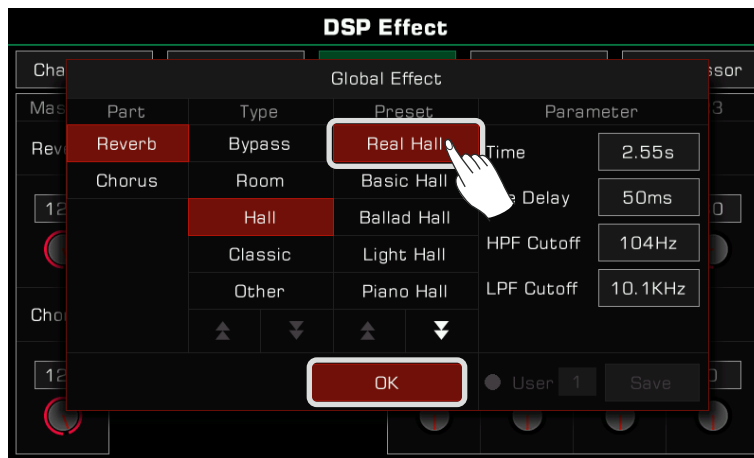 DSP Effect
Cha
Global Effect
ssor
Mas
Part
Type
Preset
Parameter
3
Reve
Reverb
Bypass
Real Hall
Time
2.55s
Chorus
Room
Basic Hall
Delay
50ms
12
0
Hall
Ballad Hall
HPF Cutoff
104Hz
Classic
Light Hall
Other
Piano Hall
LPF Cutoff
10.1KHz
Cho
12
OK
User
1
Save